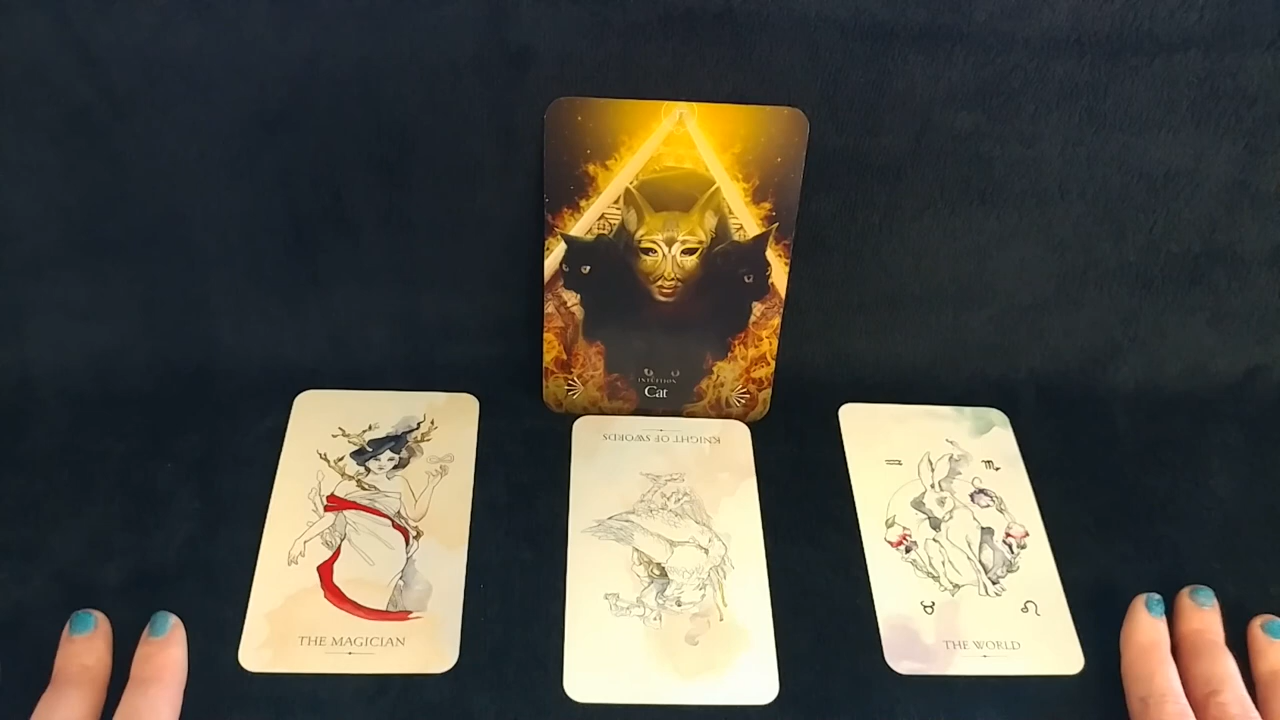 INTUITION
Cat
KNIGHT OF SWORDS
THE MAGICIAN
THE WORLD